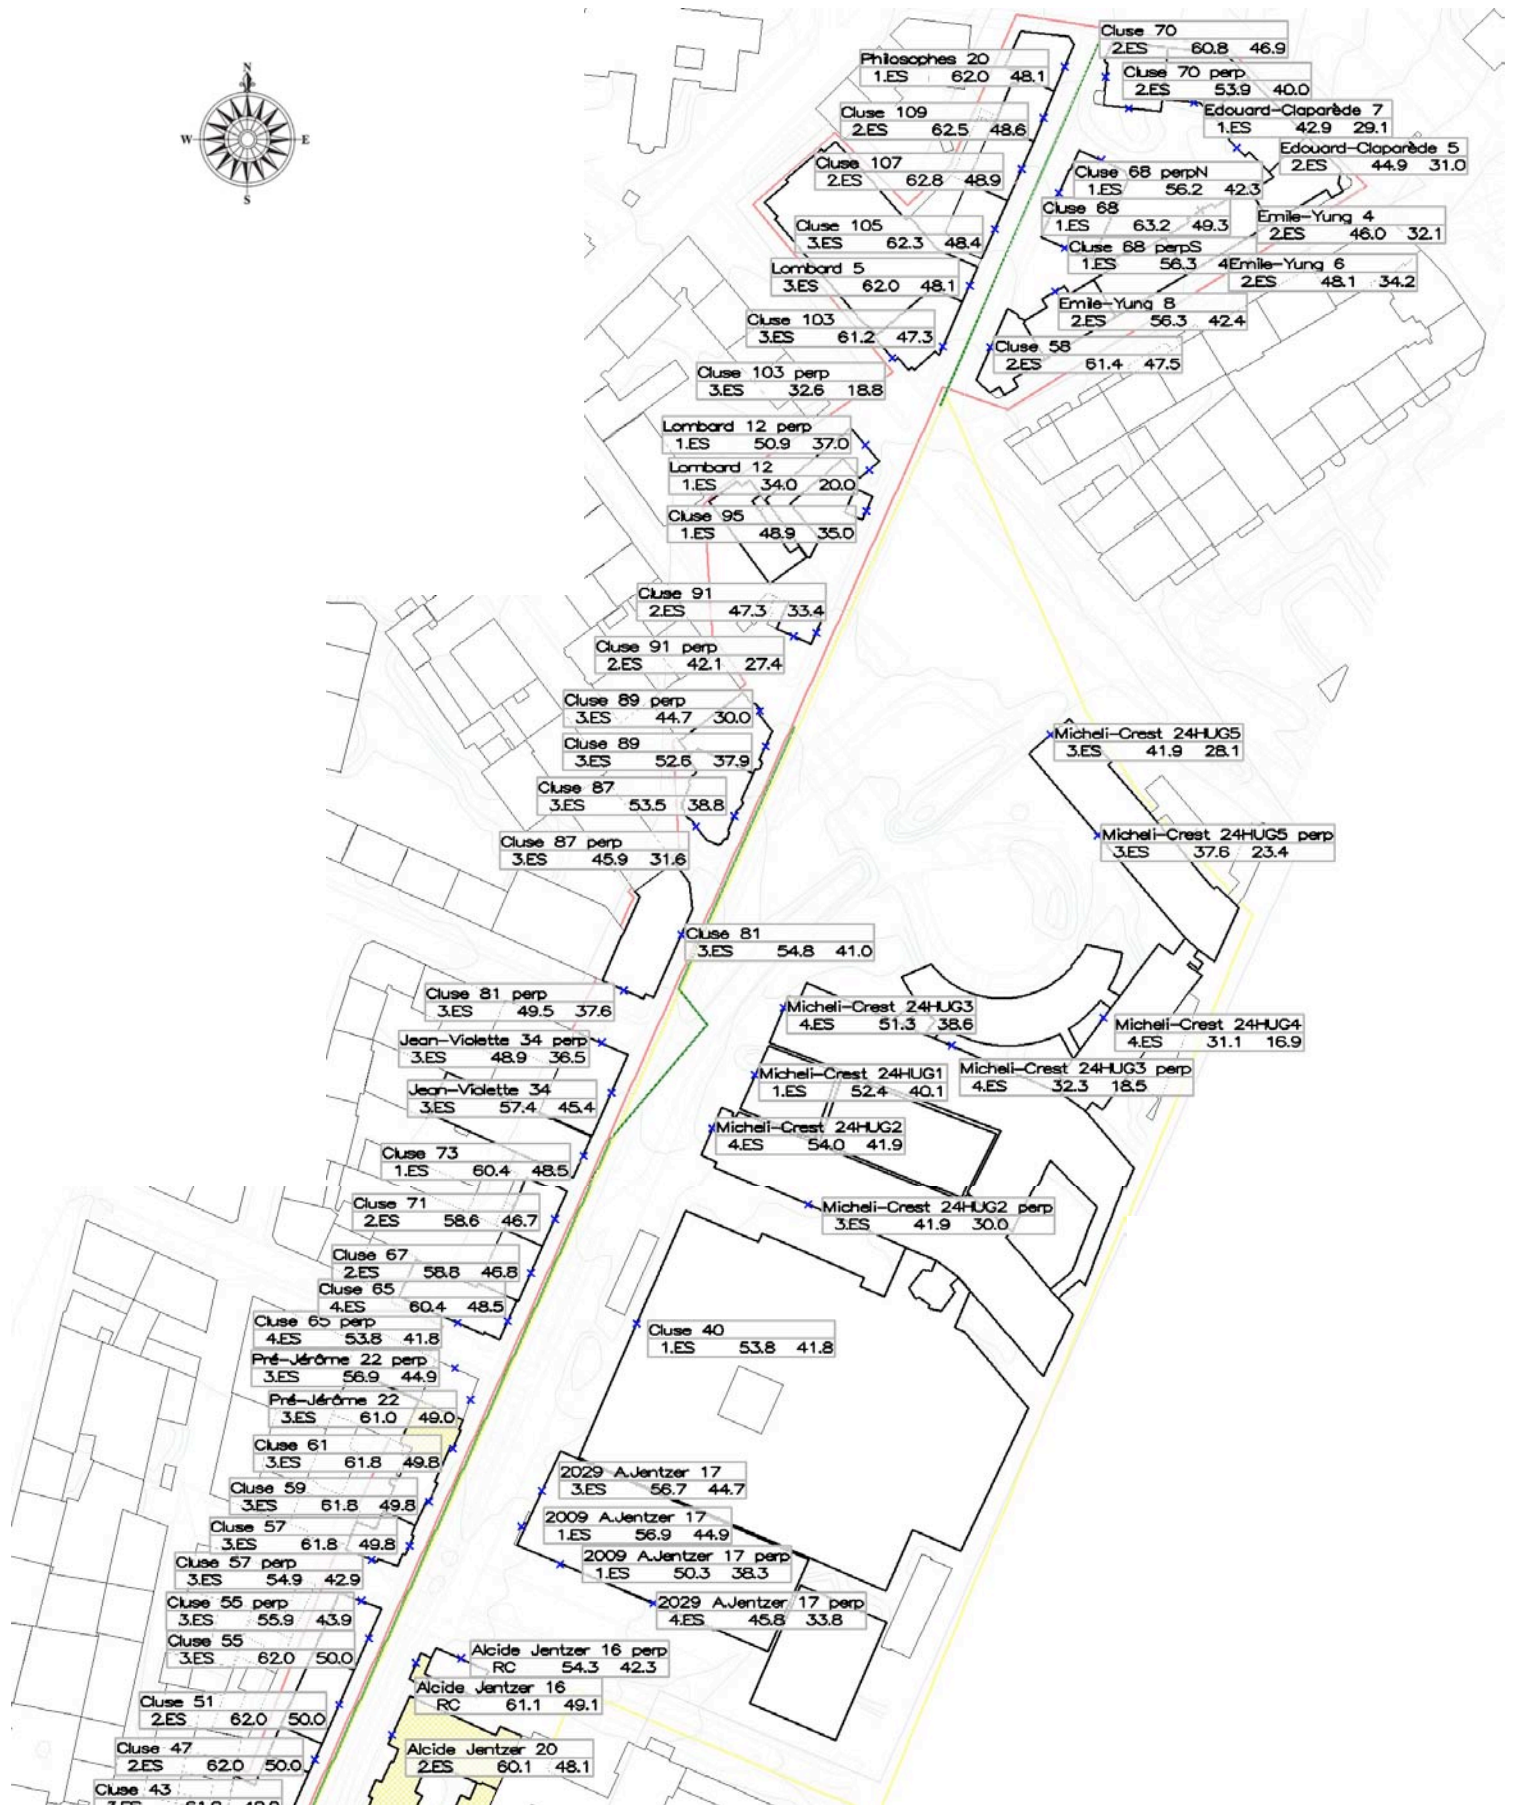 N
W
E
S
Cluse 70
2.ES 60.8 46.9
Philosophes 20
1.ES 62.0 48.1
Cluse 70 perp
2.ES 53.9 40.0
Cluse 109
2.ES 62.5 48.6
Edouard-Claparède 7
1.ES 42.9 29.1
Edouard-Claparède 5
2.ES 44.9 31.0
Cluse 107
2.ES 62.8 48.9
Cluse 68 perpN
1.ES 56.2 42.3
Cluse 68
1.ES 63.2 49.3
Emile-Yung 4
2.ES 46.0 32.1
Cluse 105
3.ES 62.3 48.4
Cluse 68 perpS
1.ES 56.3 4
Emile-Yung 6
2.ES 48.1 34.2
Lombard 5
3.ES 62.0 48.1
Emile-Yung 8
2.ES 56.3 42.4
Cluse 103
3.ES 61.2 47.3
Cluse 58
2.ES 61.4 47.5
Cluse 103 perp
3.ES 32.6 18.8
Lombard 12 perp
1.ES 50.9 37.0
Lombard 12
1.ES 34.0 20.0
Cluse 95
1.ES 48.9 35.0
Cluse 91
2.ES 47.3 33.4
Cluse 91 perp
2.ES 42.1 27.4
Cluse 89 perp
3.ES 44.7 30.0
Cluse 89
3.ES 52.6 37.9
Micheli-Crest 24HUG5
3.ES 41.9 28.1
Cluse 87
3.ES 53.5 38.8
Cluse 87 perp
3.ES 45.9 31.6
Micheli-Crest 24HUG5 perp
3.ES 37.6 23.4
Cluse 81
3.ES 54.8 41.0
Cluse 81 perp
3.ES 49.5 37.6
Micheli-Crest 24HUG3
4.ES 51.3 38.6
Micheli-Crest 24HUG4
4.ES 31.1 16.9
Jean-Violette 34 perp
3.ES 48.9 36.5
Micheli-Crest 24HUG3 perp
4.ES 32.3 18.5
Micheli-Crest 24HUG1
1.ES 52.4 40.1
Jean-Violette 34
3.ES 57.4 45.4
Micheli-Crest 24HUG2
4.ES 54.0 41.9
Cluse 73
1.ES 60.4 48.5
Cluse 71
2.ES 58.6 46.7
Micheli-Crest 24HUG2 perp
3.ES 41.9 30.0
Cluse 67
2.ES 58.8 46.8
Cluse 65
4.ES 60.4 48.5
Cluse 65 perp
4.ES 53.8 41.8
Cluse 40
1.ES 53.8 41.8
Pré-Jérôme 22 perp
3.ES 56.9 44.9
Pré-Jérôme 22
3.ES 61.0 49.0
Cluse 61
3.ES 61.8 49.8
2029 A.Jentzer 17
3.ES 56.7 44.7
Cluse 59
3.ES 61.8 49.8
2009 A.Jentzer 17
1.ES 56.9 44.9
Cluse 57
3.ES 61.8 49.8
2009 A.Jentzer 17 perp
1.ES 50.3 38.3
Cluse 57 perp
3.ES 54.9 42.9
2029 A.Jentzer 17 perp
4.ES 45.8 33.8
Cluse 55 perp
3.ES 55.9 43.9
Cluse 55
3.ES 62.0 50.0
Alcide Jentzer 16 perp
RC 54.3 42.3
Alcide Jentzer 16
RC 61.1 49.1
Cluse 51
2.ES 62.0 50.0
Cluse 47
2.ES 62.0 50.0
Alcide Jentzer 20
2.ES 60.1 48.1
Cluse 43